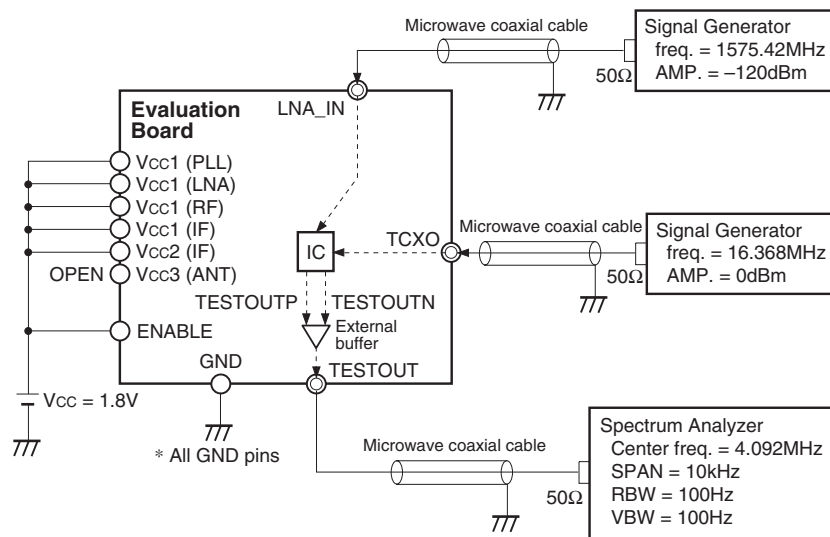 Microwave coaxial cable
Signal Generator
freq. = 1575.42MHz
AMP. = –120dBm
50Ω
LNA_IN
Evaluation
Board
VCC1 (PLL)
VCC1 (LNA)
VCC1 (RF)
VCC1 (IF)
VCC2 (IF)
OPEN
VCC3 (ANT)
ENABLE
IC
TCXO
Microwave coaxial cable
Signal Generator
freq. = 16.368MHz
AMP. = 0dBm
50Ω
TESTOUTP
TESTOUTN
External
buffer
GND
TESTOUT
VCC = 1.8V
* All GND pins
Microwave coaxial cable
50Ω
Spectrum Analyzer
Center freq. = 4.092MHz
SPAN = 10kHz
RBW = 100Hz
VBW = 100Hz